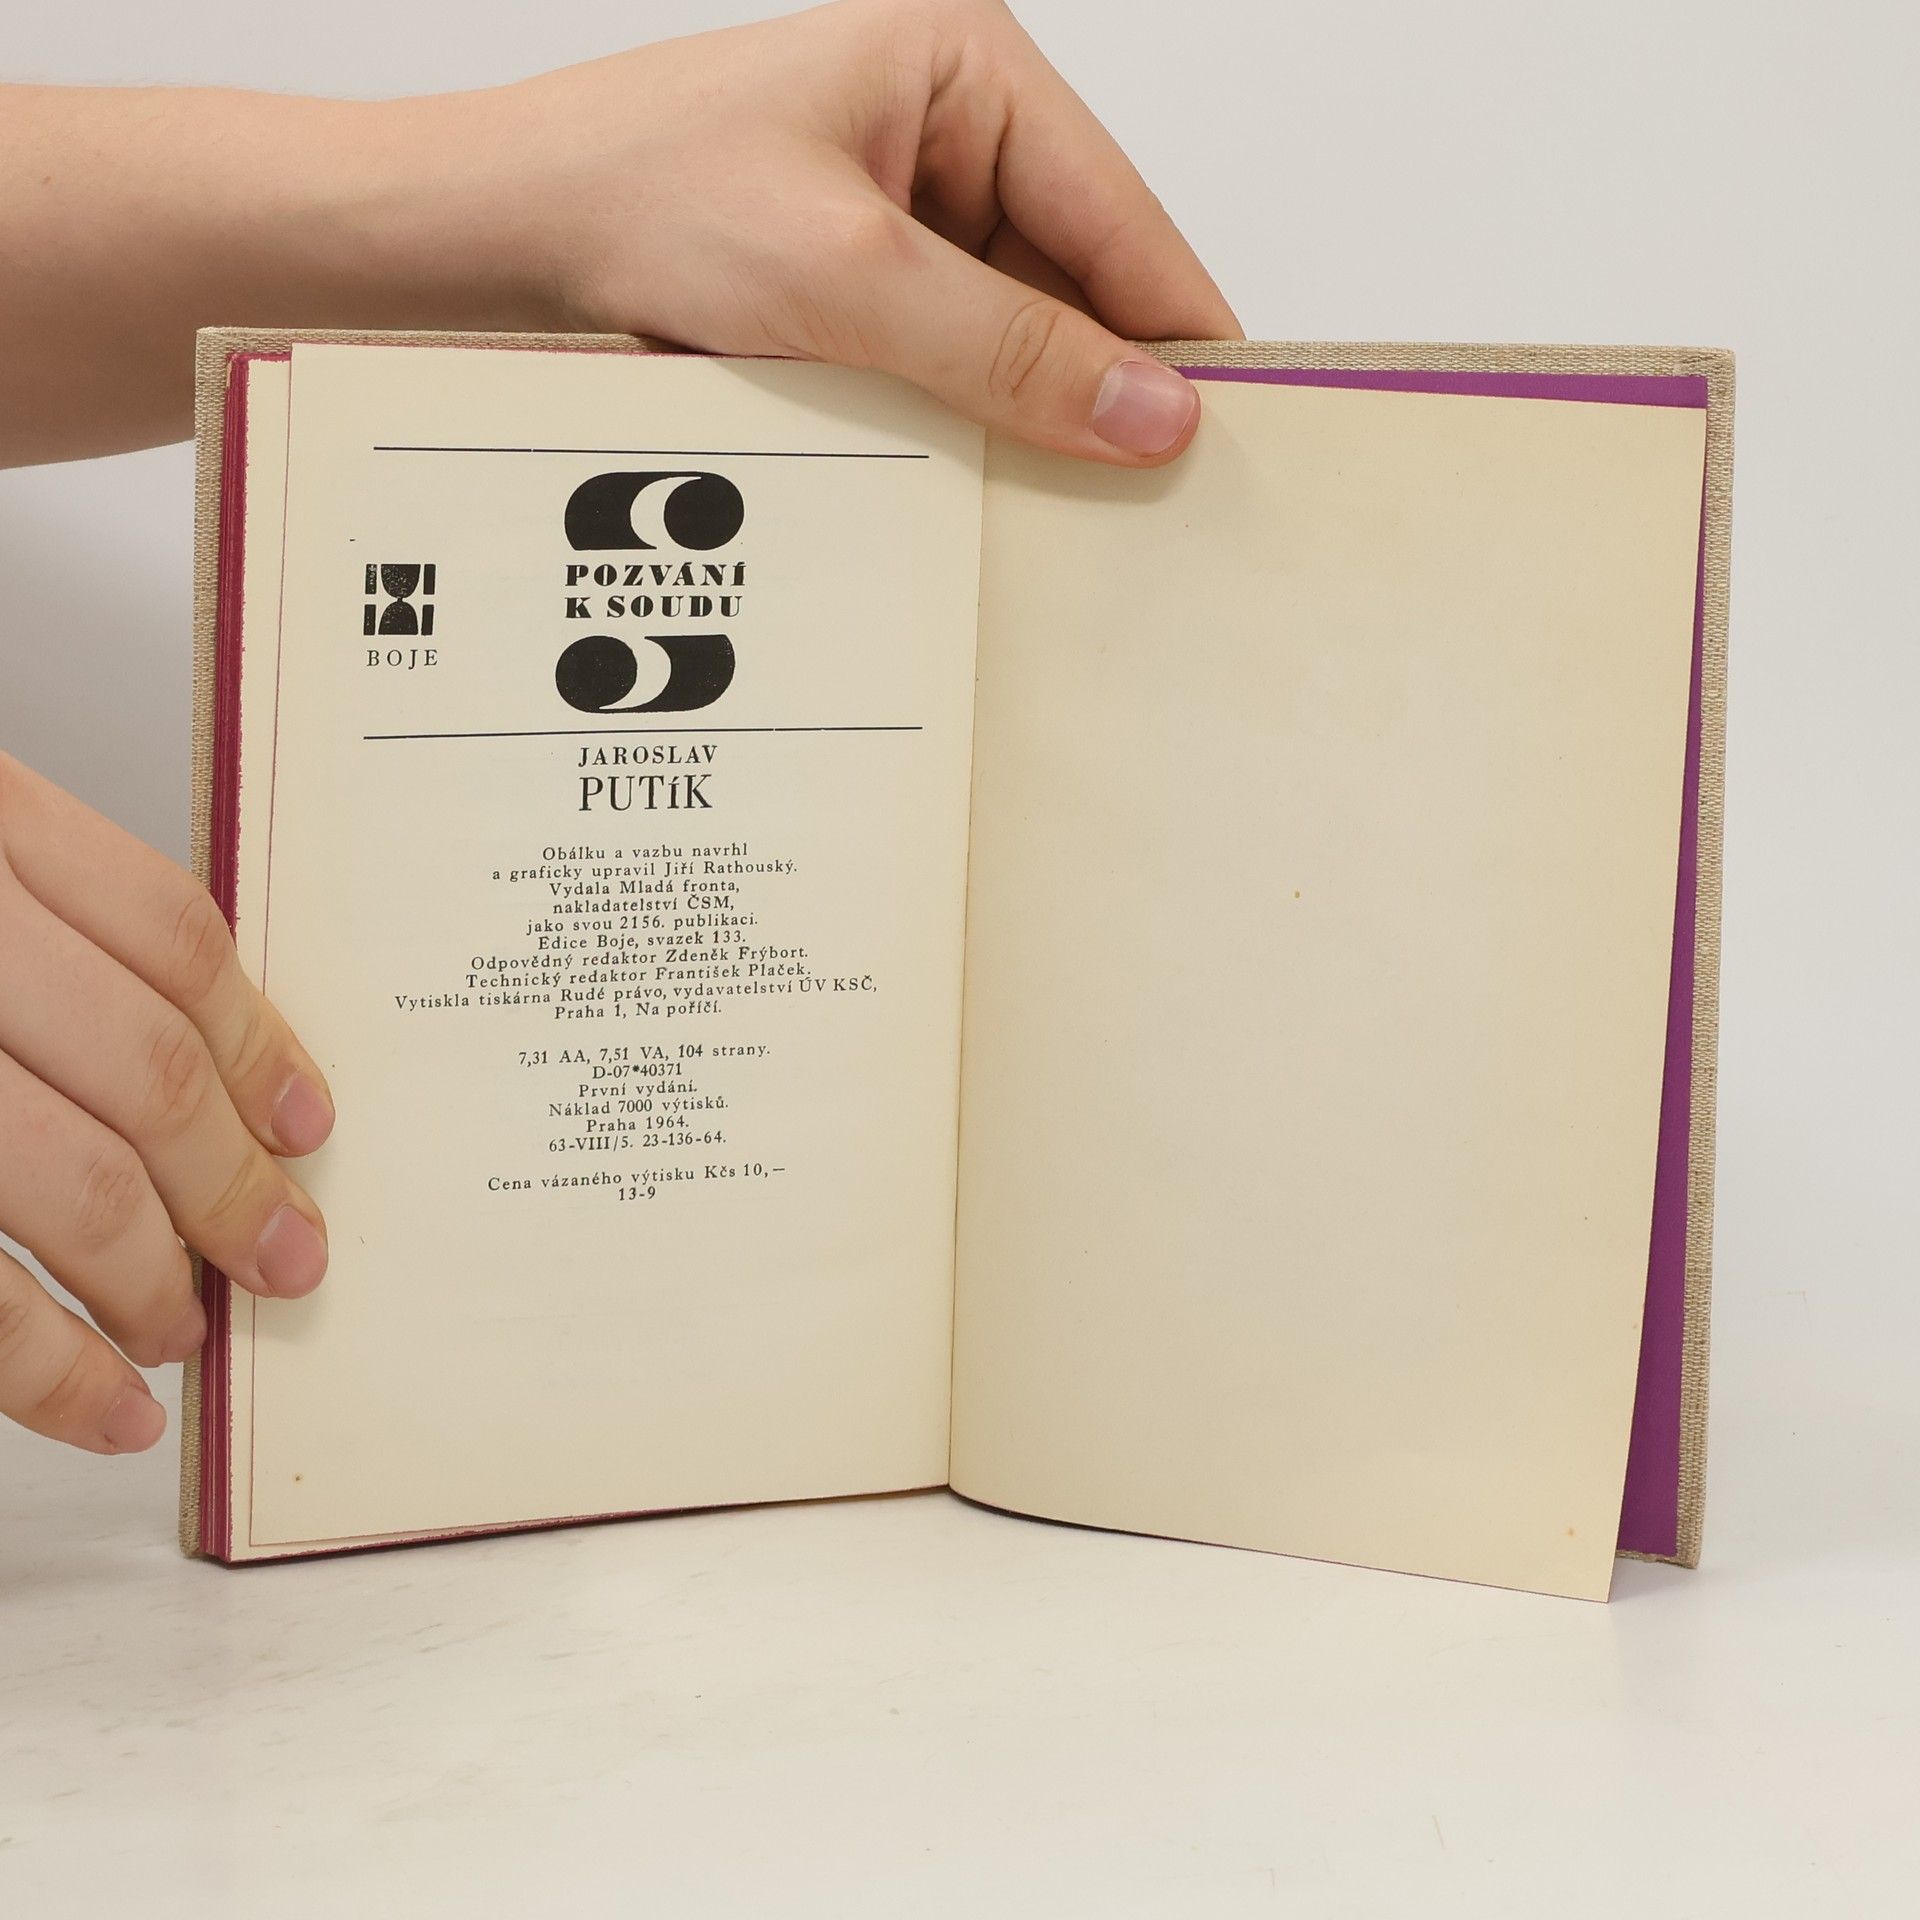 POZVÁNÍ
K SOUDU
BOJE
JAROSLAV
PUTíK
Obálku a vazbu navrhl
a graficky upravil Jiří Rathouský.
Vydala Mladá fronta,
nakladatelství ČSM,
jako svou 2156. publikaci.
Edice Boje, svazek 133.
Odpovědný redaktor Zdeněk Frýbort.
Technický redaktor František Plaček.
Vytiskla tiskárna Rudé právo, vydavatelství ÚV KSČ,
Praha 1, Na poříčí.
7,31 AA, 7,51 VA, 104 strany.
D-07*40371
První vydání.
Náklad 7000 výtisků.
Praha 1964.
63-VIII/5. 23-136-64.
Cena vázaného výtisku Kčs 10,—
13-9